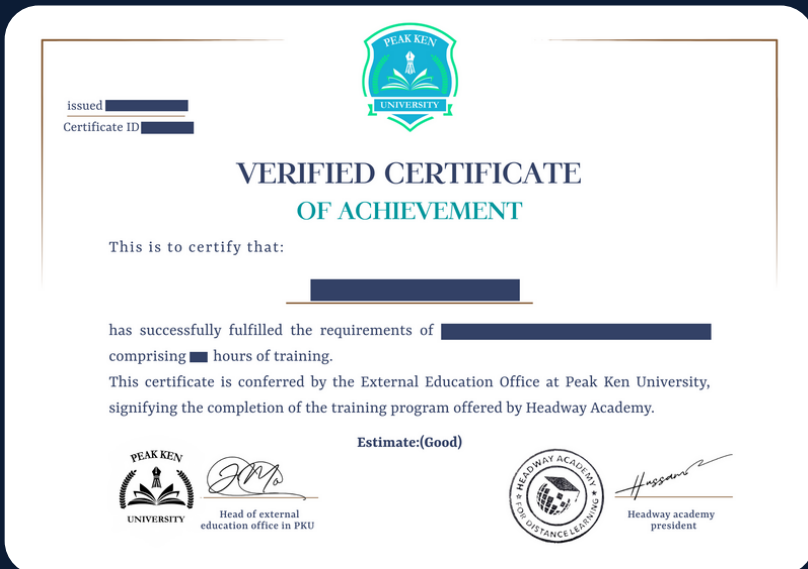 PEAK KEN
UNIVERSITY
issued
Certificate ID
VERIFIED CERTIFICATE
OF ACHIEVEMENT
This is to certify that:
has successfully fulfilled the requirements of
comprising hours of training.
This certificate is conferred by the External Education Office at Peak Ken University,
signifying the completion of the training program offered by Headway Academy.
Estimate:(Good)
PEAK KEN
UNIVERSITY
Head of external
education office in PKU
HEADWAY ACADEMY
FOR DISTANCE LEARNING
Hussam
Headway academy
president